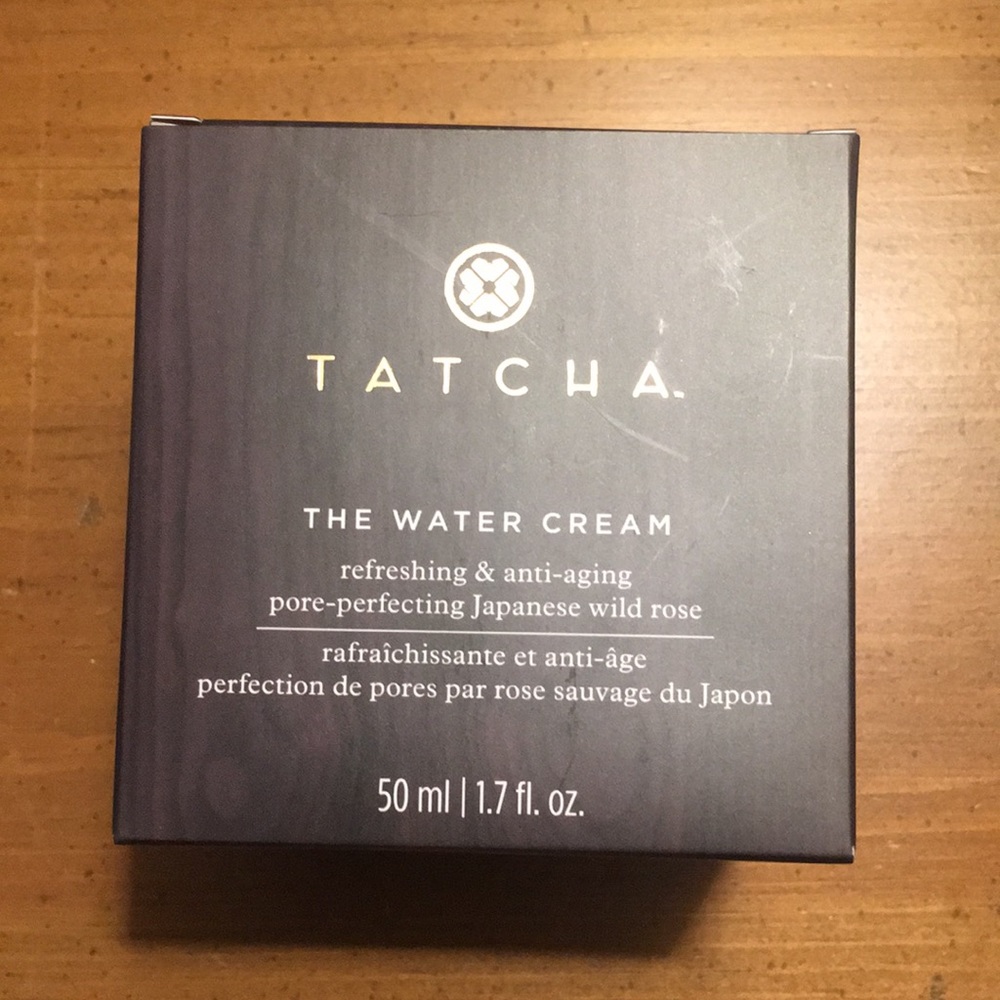 TATCHA
THE WATER CREAM
refreshing & anti-aging
pore-perfecting Japanese wild rose
rafraîchissante et anti-âge
perfection de pores par rose sauvage du Japon
50 ml | 1.7 fl. oz.